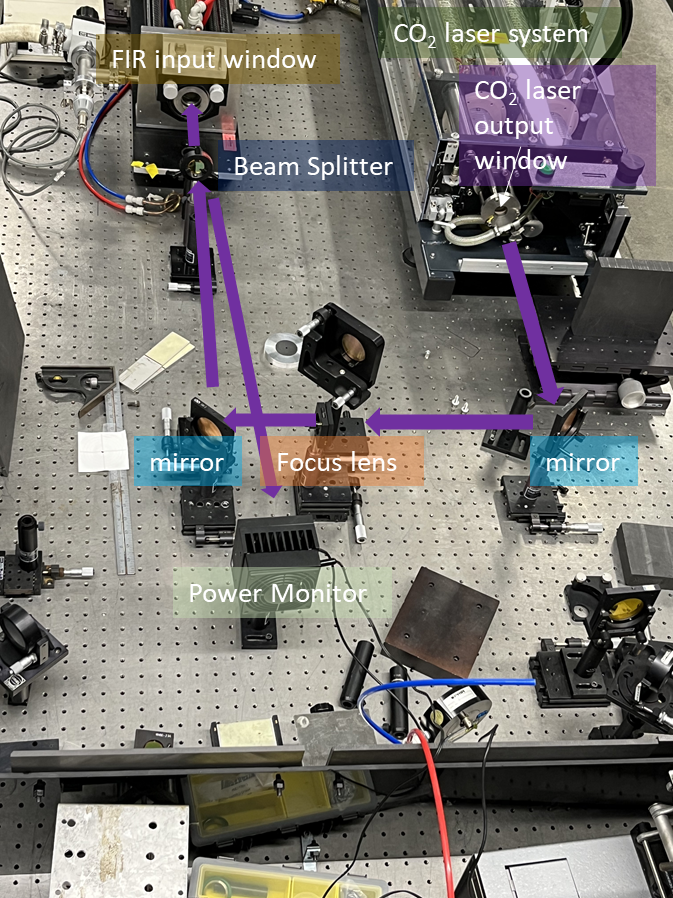 CO₂ laser system
FIR input window
CO₂ laser
output
window
Beam Splitter
mirror
Focus lens
mirror
Power Monitor